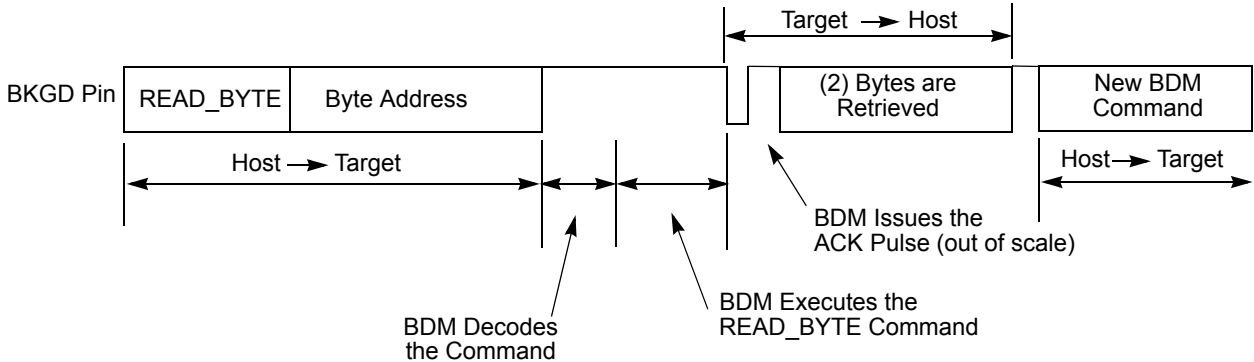 Target → Host
BKGD Pin
READ_BYTE
Byte Address
(2) Bytes are
Retrieved
New BDM
Command
Host → Target
Host → Target
BDM Issues the
ACK Pulse (out of scale)
BDM Executes the
READ_BYTE Command
BDM Decodes
the Command